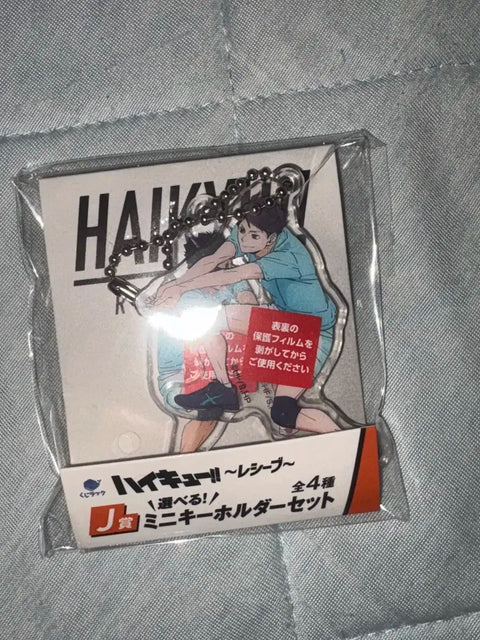 HAIKYU!!
R
表裏の
保護フィルムを
剥がしてから
ご使用ください
くじラック
ハイキュー!! ～レシーブ～
J賞
選べる!
ミニキーホルダーセット
全4種